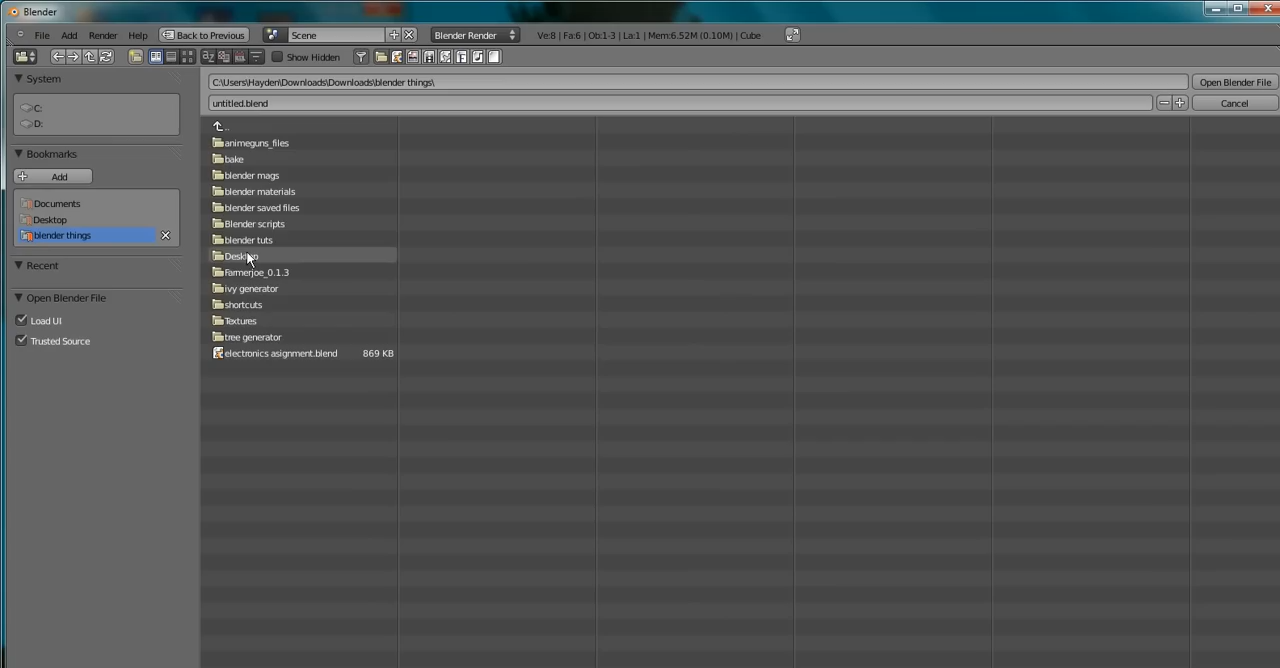 Blender
File Add Render Help Back to Previous Scene Blender Render Ve:8 | Fa:6 | Ob:1-3 | La:1 | Mem:6.52M (0.10M) | Cube
Show Hidden
System
C:
D:
Bookmarks
Add
Documents
Desktop
blender things
Recent
Open Blender File
Load UI
Trusted Source
C:\Users\Hayden\Downloads\Downloads\blender things\ Open Blender File
untitled.blend Cancel
..
animeguns_files
bake
blender mags
blender materials
blender saved files
Blender scripts
blender tuts
Desktop
Farmerjoe_0.1.3
ivy generator
shortcuts
Textures
tree generator
electronics asignment.blend 869 KB